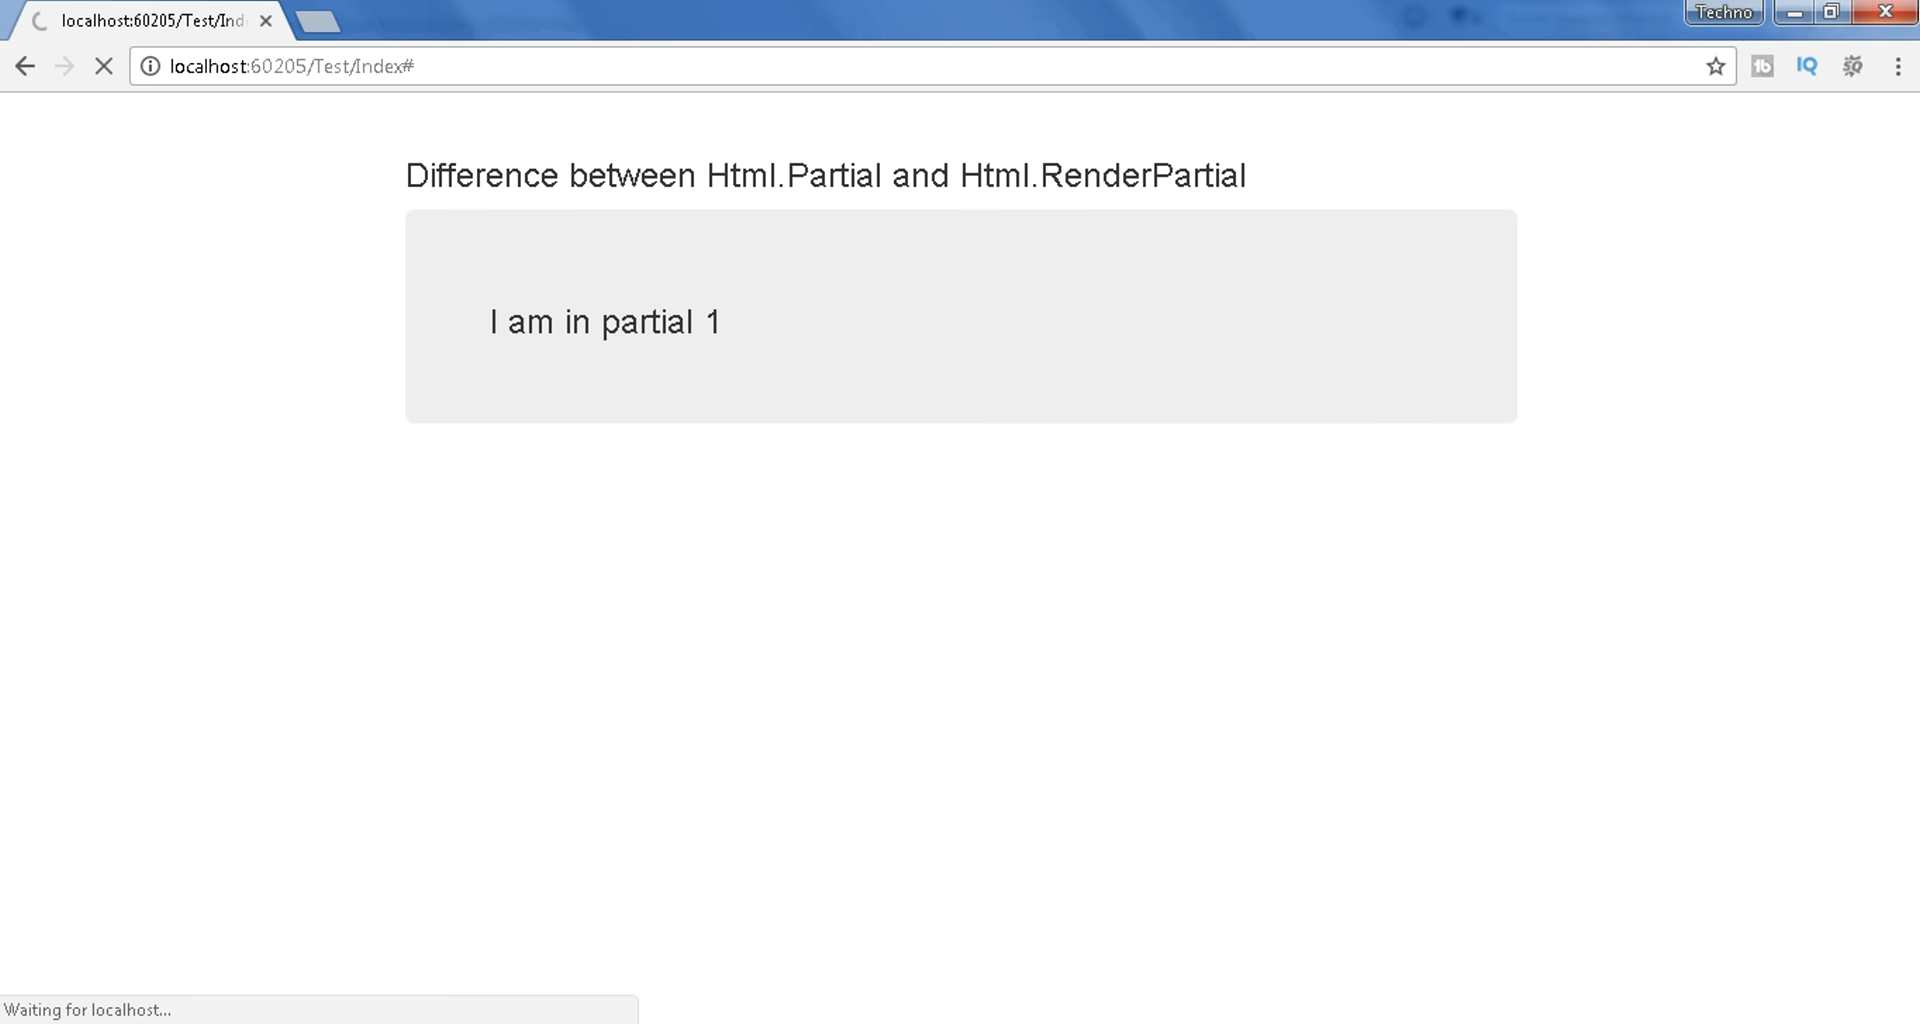 localhost:60205/Test/Ind
Techno
localhost:60205/Test/Index#
IQ
Difference between Html.Partial and Html.RenderPartial
I am in partial 1
Waiting for localhost...